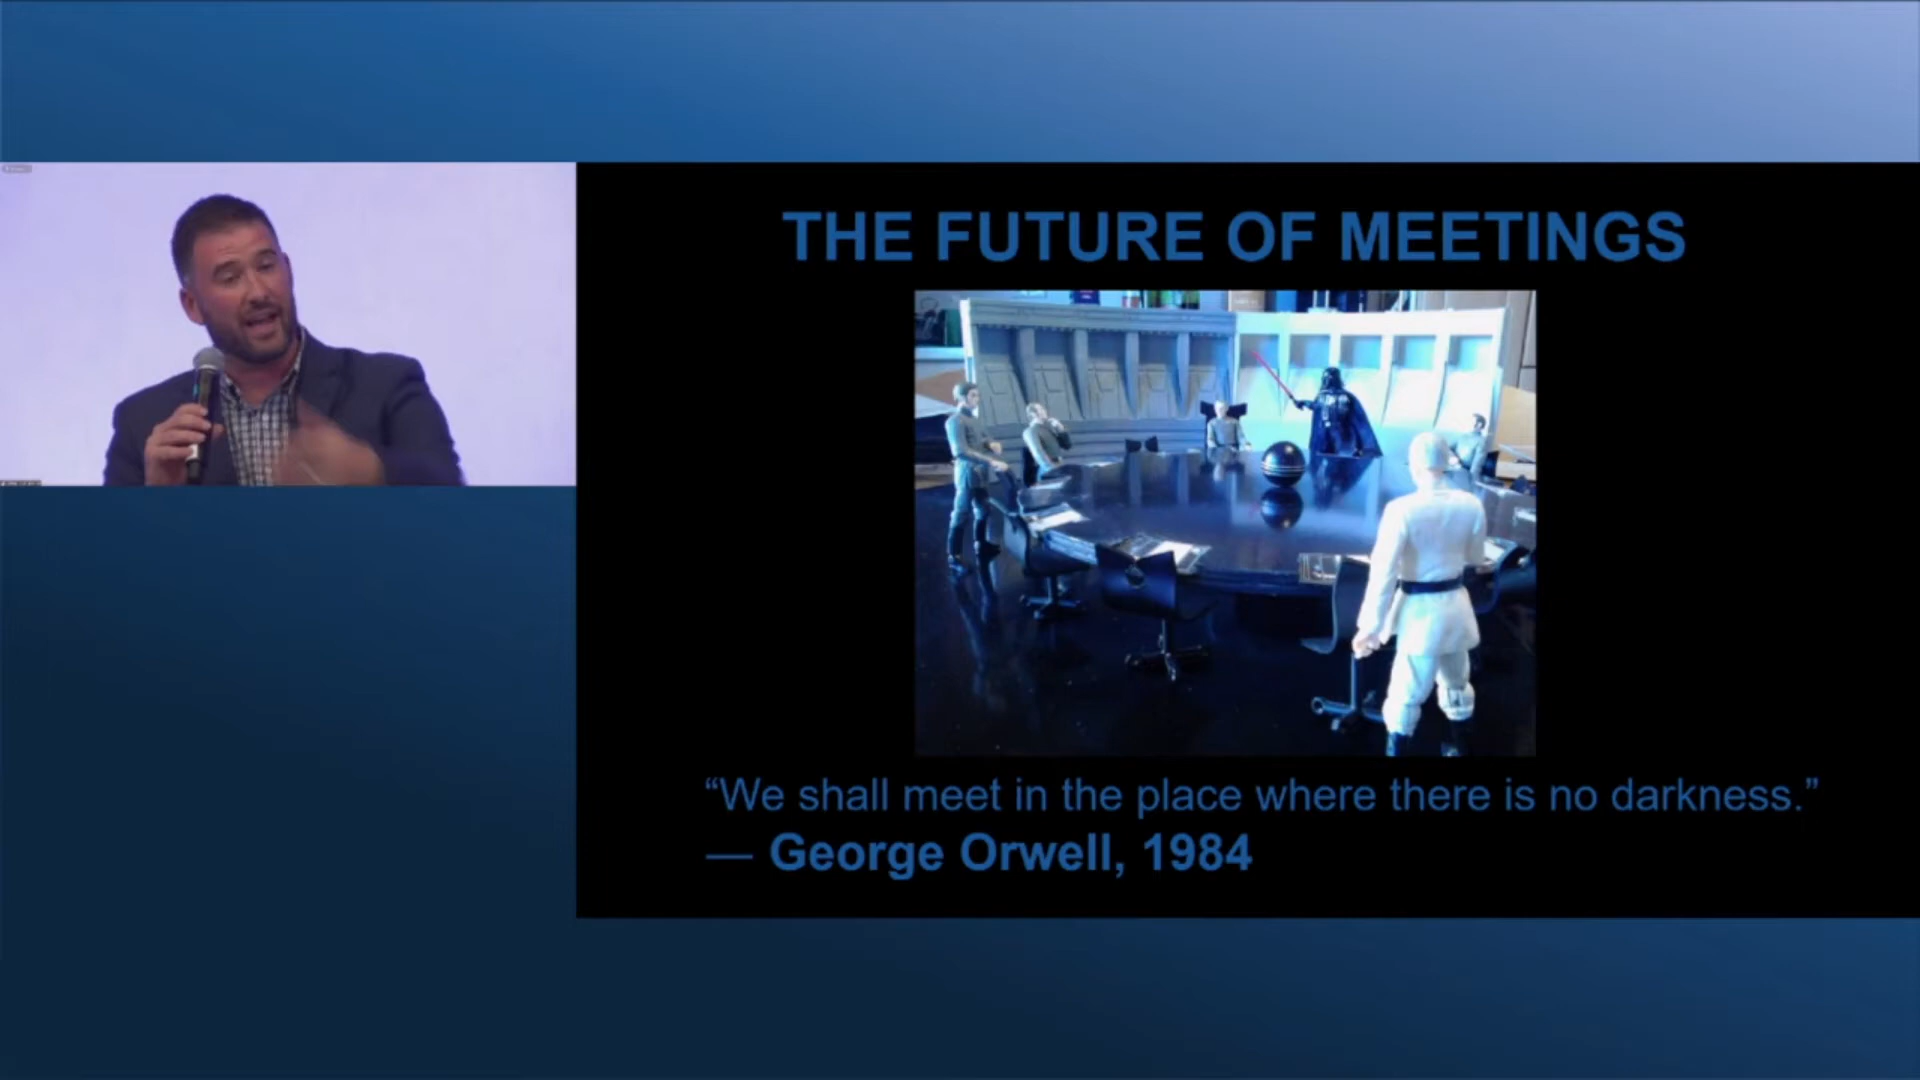 THE FUTURE OF MEETINGS
“We shall meet in the place where there is no darkness.”
— George Orwell, 1984